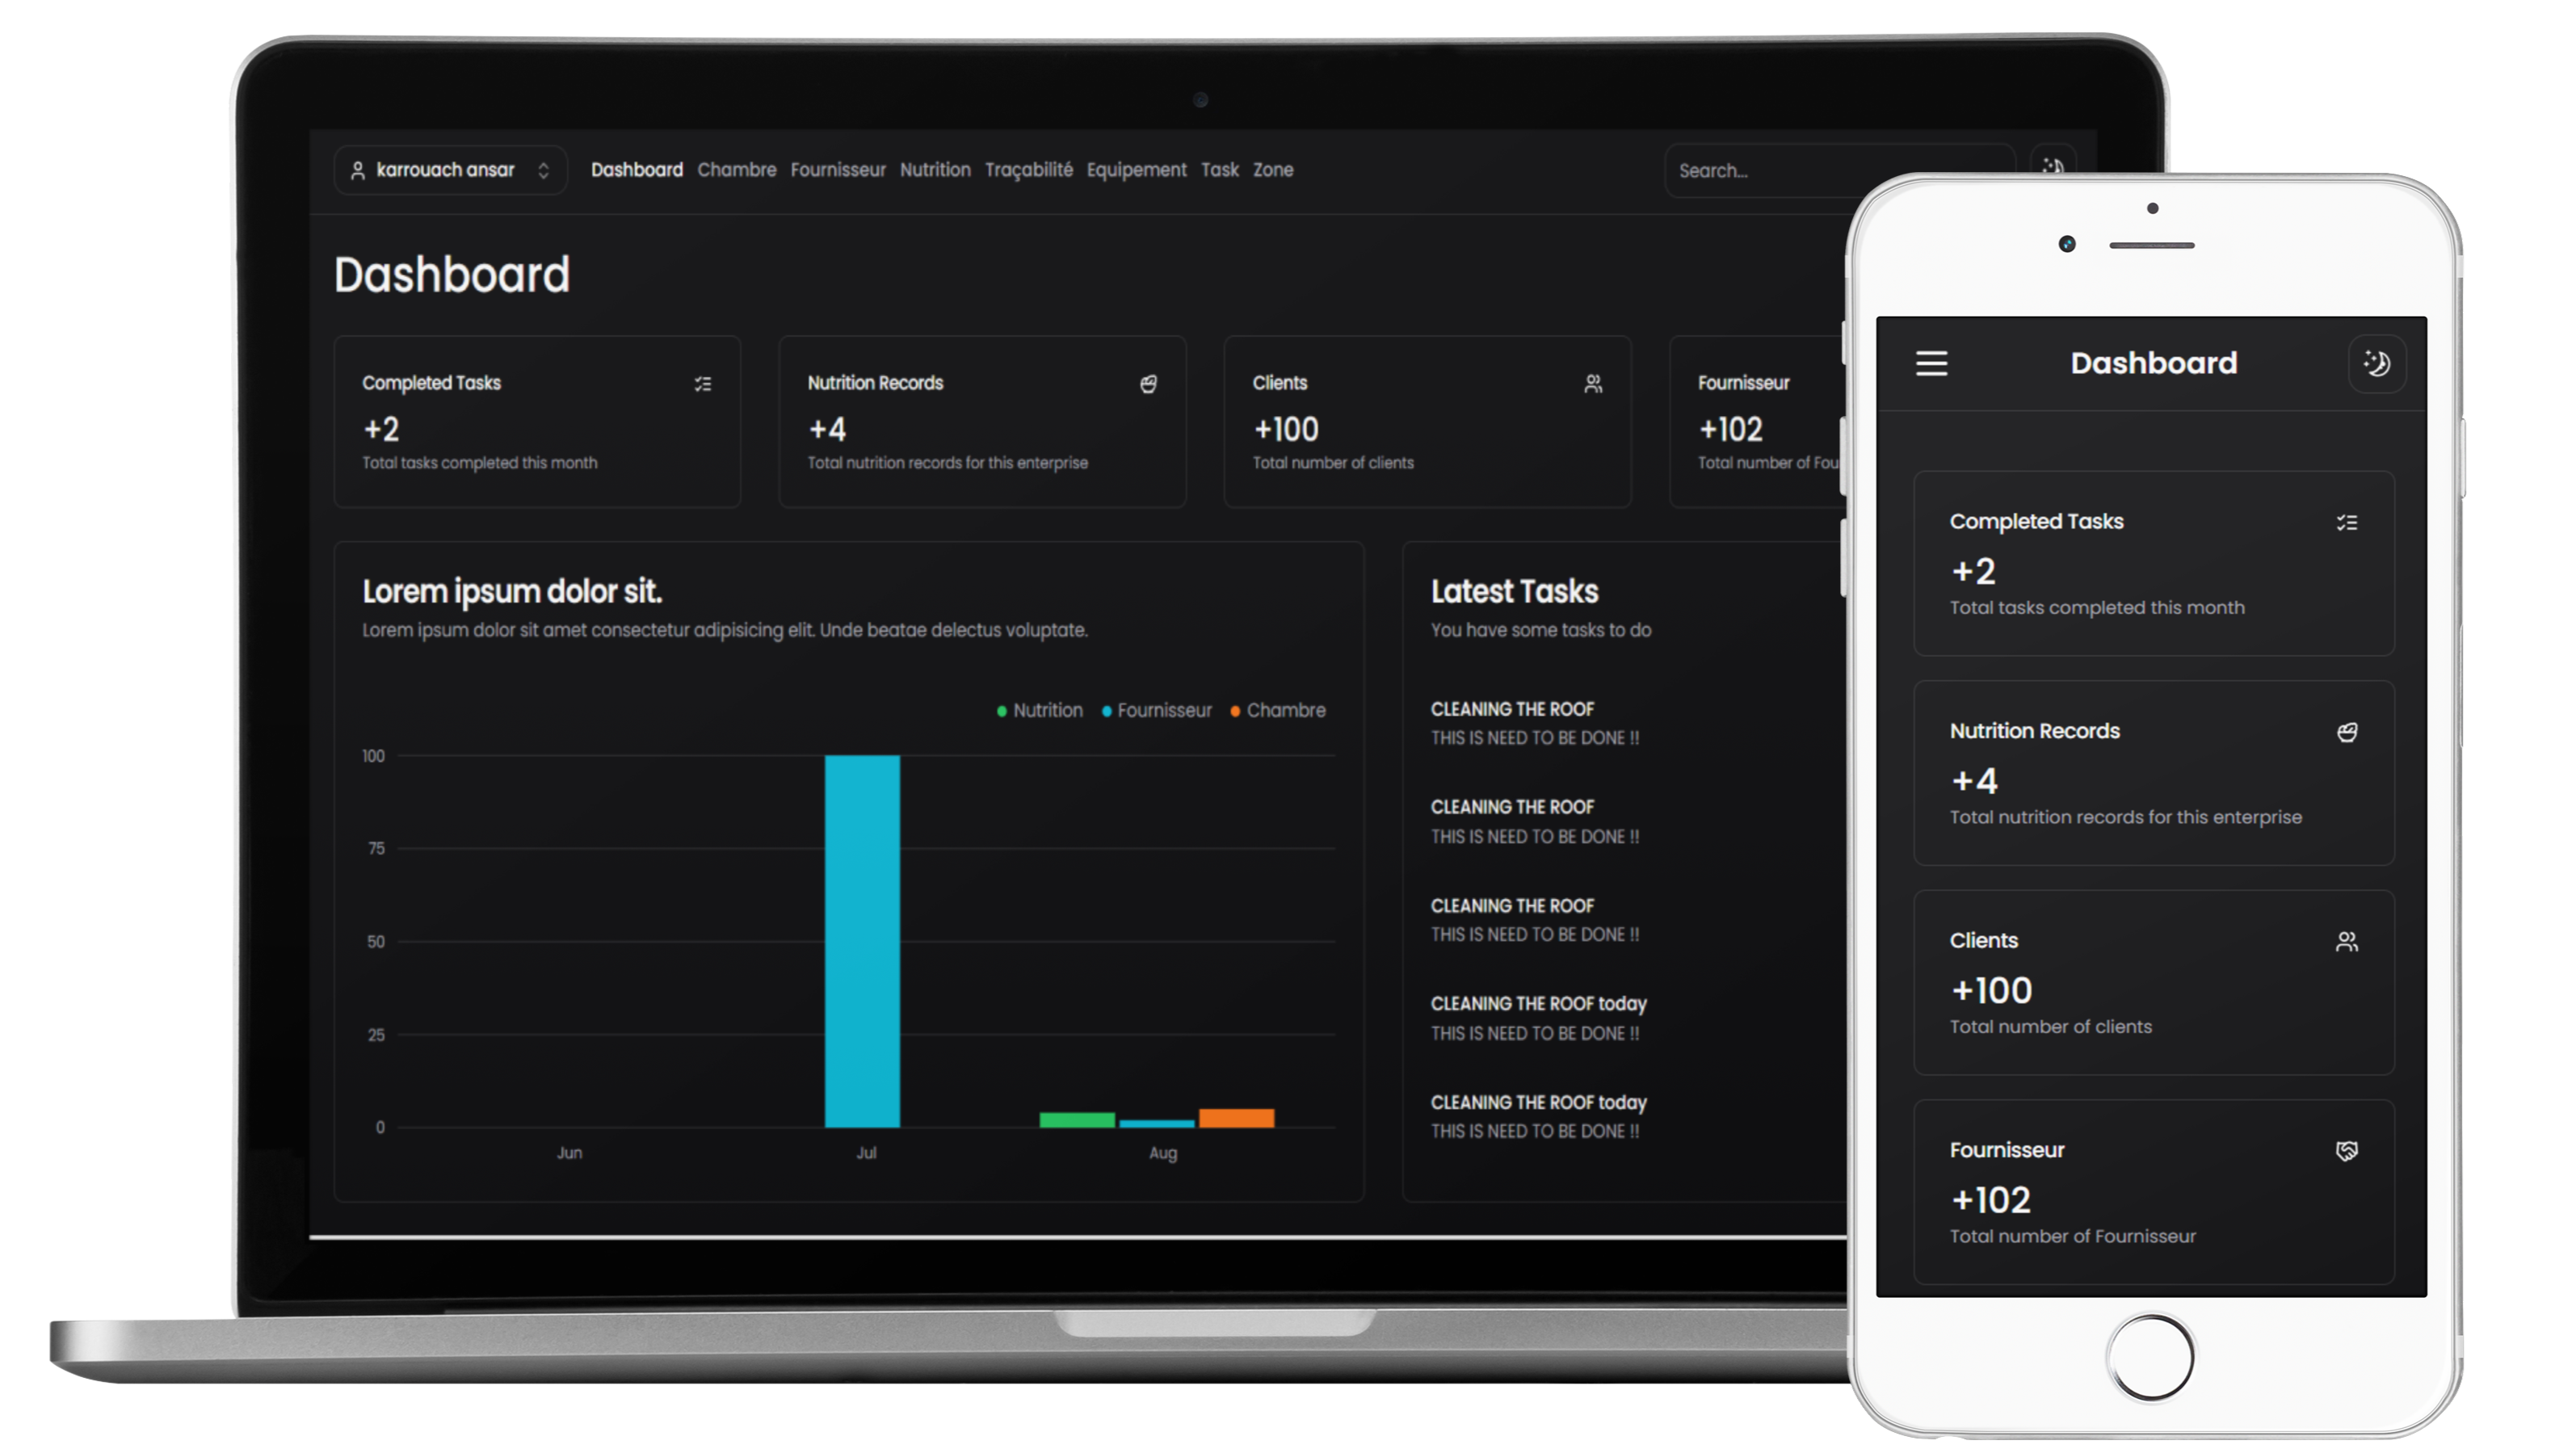 karrouach ansar
Dashboard Chambre Fournisseur Nutrition Traçabilité Equipement Task Zone
Search...
Dashboard
Completed Tasks
+2
Total tasks completed this month
Nutrition Records
+4
Total nutrition records for this enterprise
Clients
+100
Total number of clients
Fournisseur
+102
Total number of Fou
Lorem ipsum dolor sit.
Lorem ipsum dolor sit amet consectetur adipisicing elit. Unde beatae delectus voluptate.
Nutrition Fournisseur Chambre
100
75
50
25
0
Jun Jul Aug
Latest Tasks
You have some tasks to do
CLEANING THE ROOF
THIS IS NEED TO BE DONE !!
CLEANING THE ROOF
THIS IS NEED TO BE DONE !!
CLEANING THE ROOF
THIS IS NEED TO BE DONE !!
CLEANING THE ROOF today
THIS IS NEED TO BE DONE !!
CLEANING THE ROOF today
THIS IS NEED TO BE DONE !!
Dashboard
Completed Tasks
+2
Total tasks completed this month
Nutrition Records
+4
Total nutrition records for this enterprise
Clients
+100
Total number of clients
Fournisseur
+102
Total number of Fournisseur